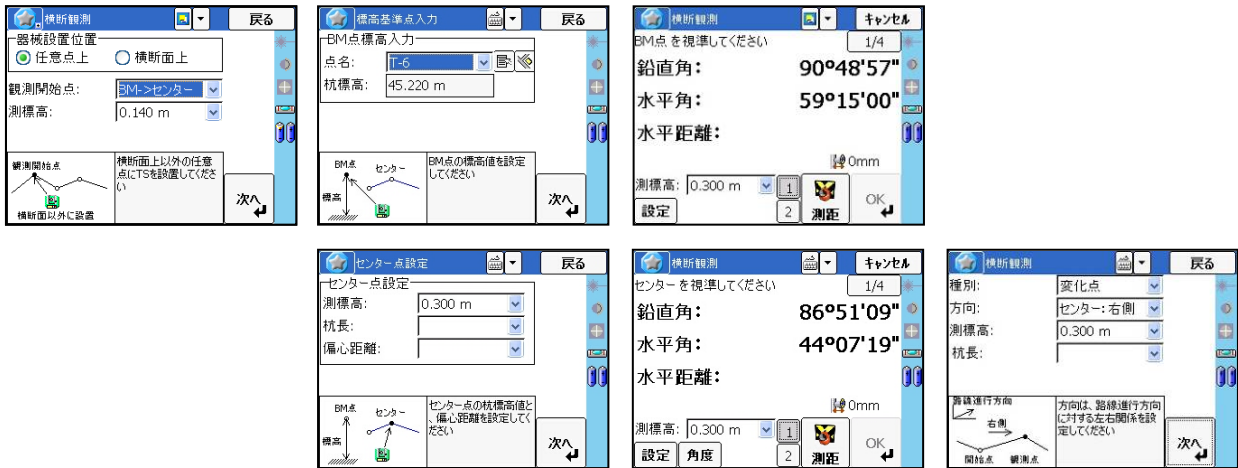 横断観測
戻る
器械設置位置
任意点上 横断面上
観測開始点: BM->センター
測標高: 0.140 m
観測開始点
横断面以外に設置
横断面上以外の任意
点にTSを設置してくださ
い
次へ
標高基準点入力
戻る
BM点標高入力
点名: T-6
杭標高: 45.220 m
BM点 センター
標高
BM点の標高値を設定
してください
次へ
横断観測
キャンセル
BM点 を視準してください
1/4
鉛直角: 90°48'57"
水平角: 59°15'00"
水平距離:
0mm
測標高: 0.300 m
1
設定
2
測距
OK
センター点設定
戻る
センター点設定
測標高: 0.300 m
杭長:
偏心距離:
BM点 センター
標高
センター点の杭標高値と
、偏心距離を設定してく
ださい
次へ
横断観測
キャンセル
センター を視準してください
1/4
鉛直角: 86°51'09"
水平角: 44°07'19"
水平距離:
0mm
測標高: 0.300 m
1
設定 角度
2
測距
OK
横断観測
戻る
種別: 変化点
方向: センター:右側
測標高: 0.300 m
杭長:
路線進行方向
右側
開始点 観測点
方向は、路線進行方向
に対する左右関係を設
定してください
次へ